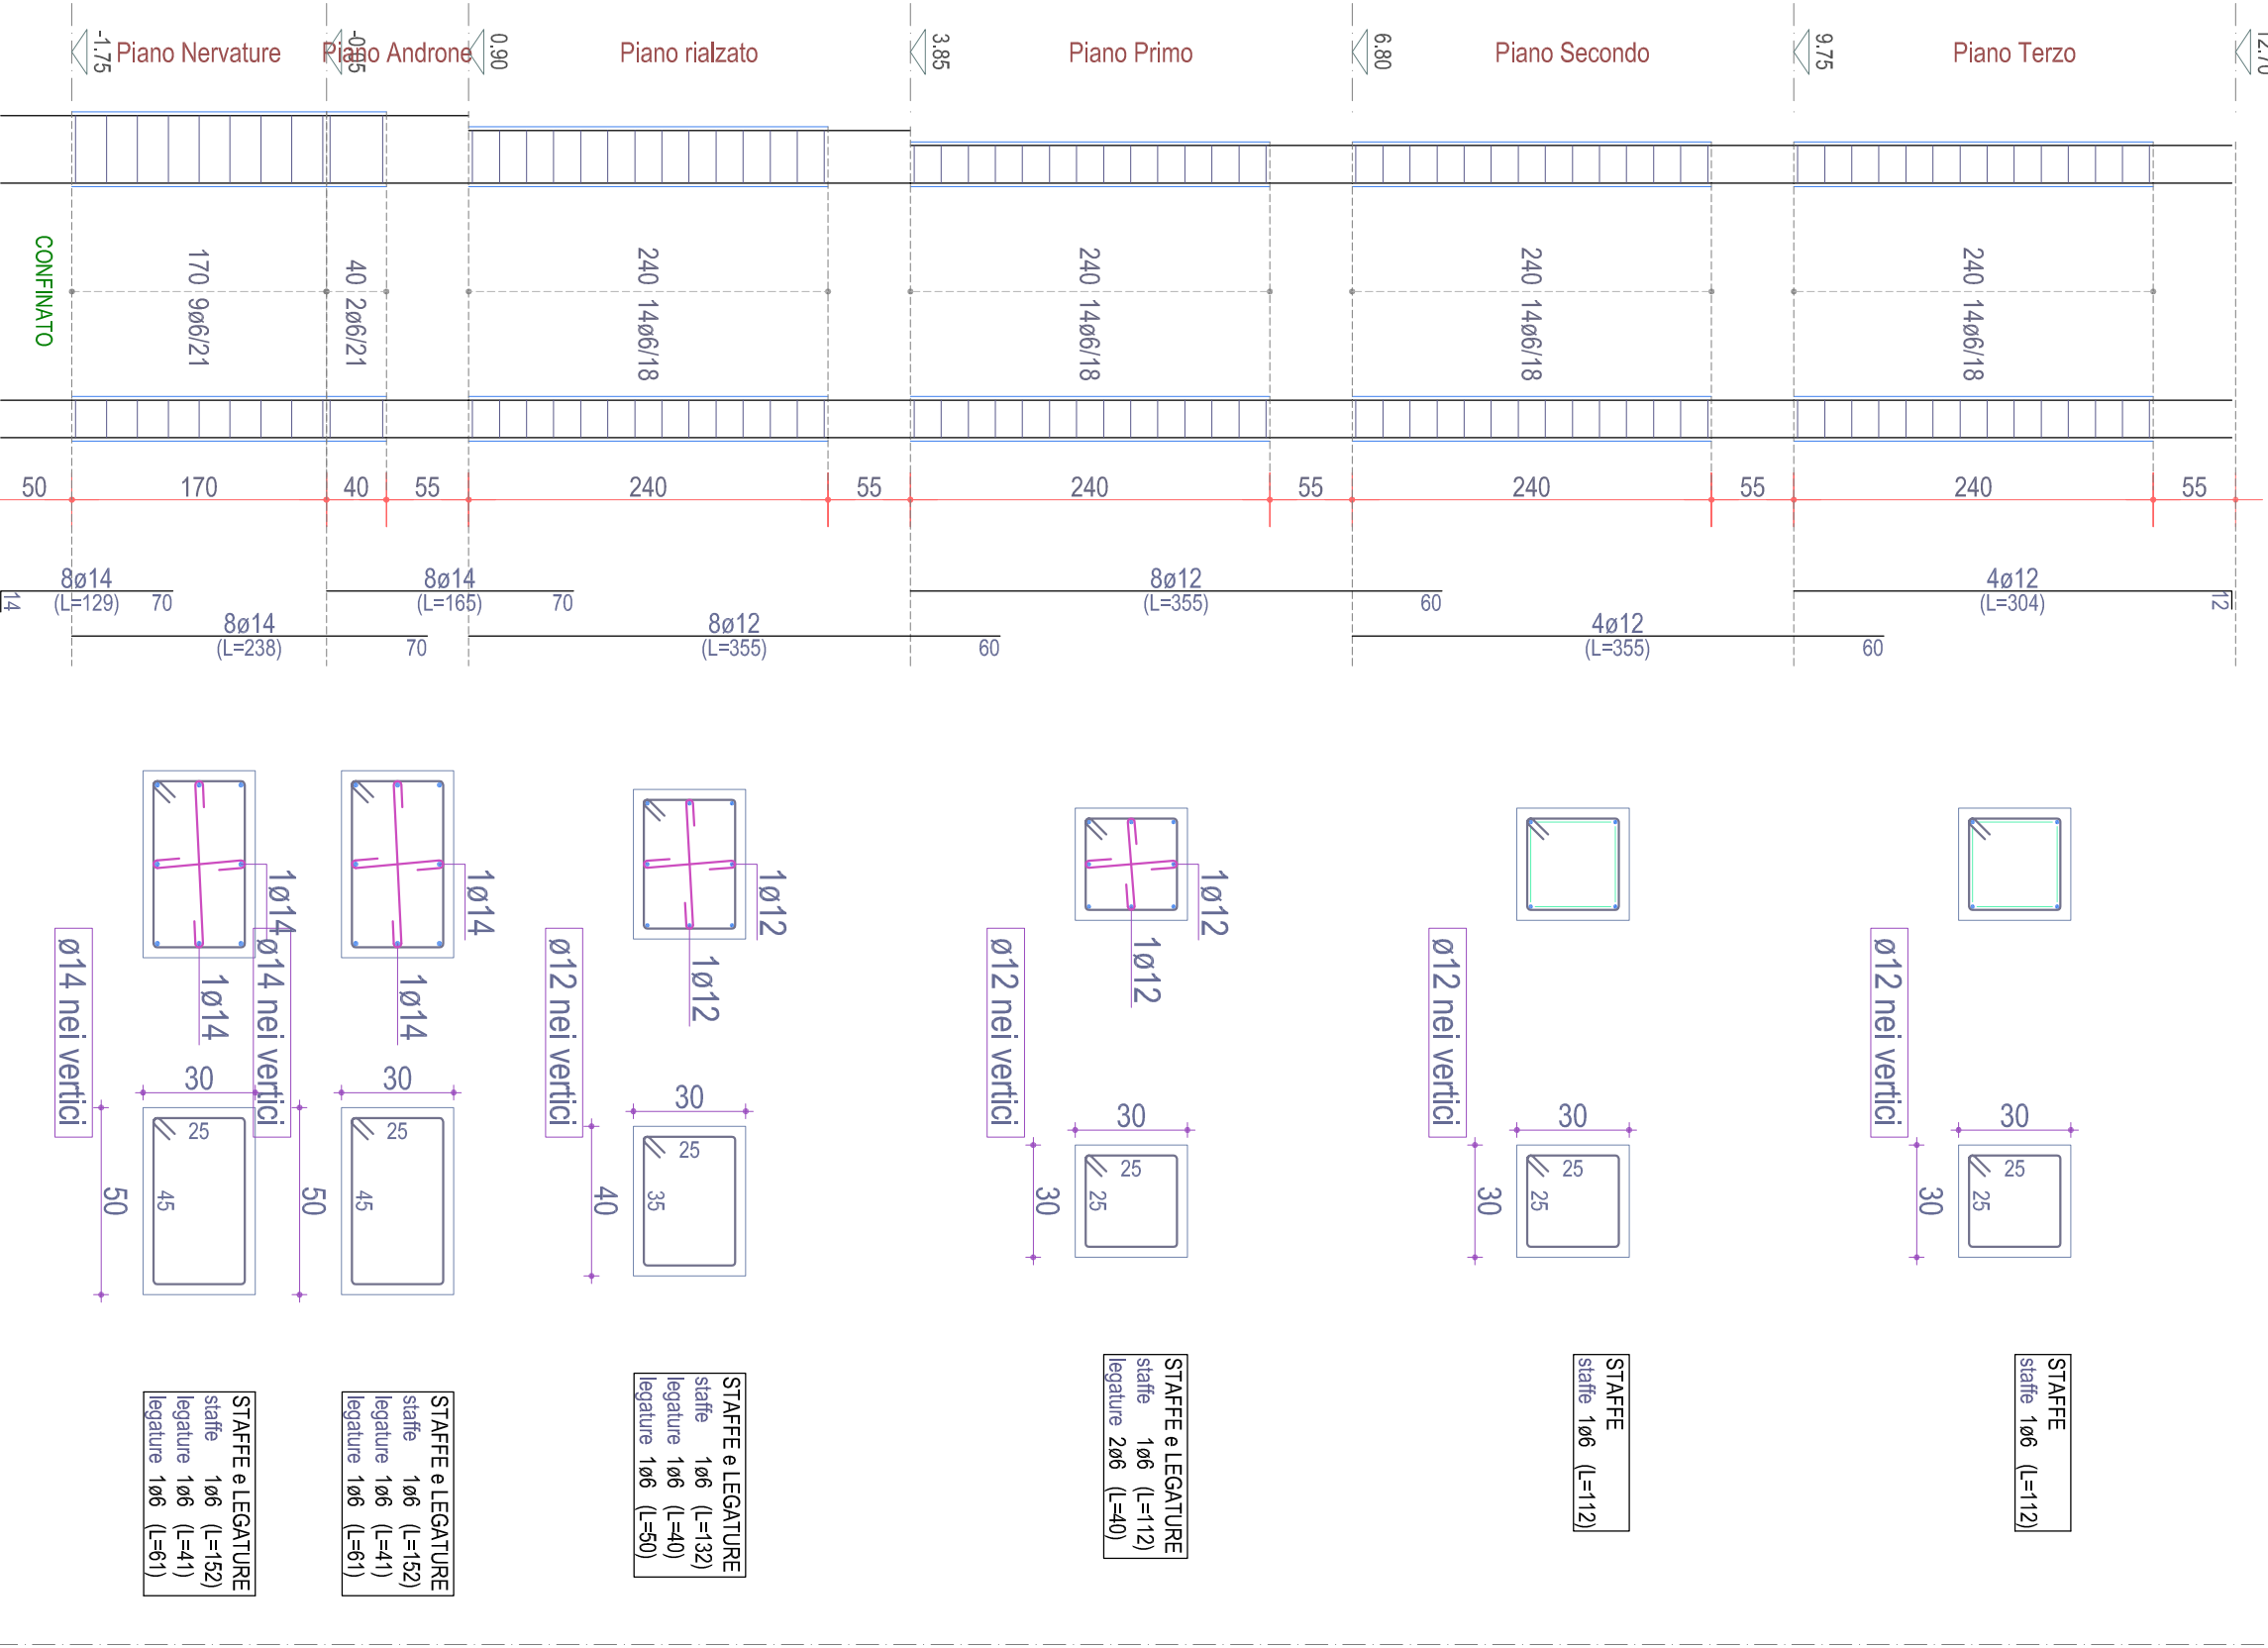 -1.75
Piano Nervature
Piano Androne
0.90
Piano rialzato
3.85
Piano Primo
6.80
Piano Secondo
9.75
Piano Terzo
12.70
CONFINATO
170 9ø6/21
40 2ø6/21
240 14ø6/18
240 14ø6/18
240 14ø6/18
240 14ø6/18
50 170 40 55 240 55 240 55 240 55 240 55
14
8ø14
(L=129) 70
8ø14
(L=165) 70
8ø12
(L=355) 60
4ø12
(L=304) 12
8ø14
(L=238) 70
8ø12
(L=355) 60
4ø12
(L=355) 60
1ø14
1ø14
ø14 nei vertici
1ø14
1ø14
ø14 nei vertici
1ø12
1ø12
ø12 nei vertici
1ø12
1ø12
ø12 nei vertici
ø12 nei vertici
ø12 nei vertici
30
25
45
50
30
25
45
50
30
25
35
40
30
25
25
30
30
25
25
30
30
25
25
30
STAFFE e LEGATURE
staffe 1ø6 (L=152)
legature 1ø6 (L=41)
legature 1ø6 (L=61)
STAFFE e LEGATURE
staffe 1ø6 (L=152)
legature 1ø6 (L=41)
legature 1ø6 (L=61)
STAFFE e LEGATURE
staffe 1ø6 (L=132)
legature 1ø6 (L=40)
legature 1ø6 (L=50)
STAFFE e LEGATURE
staffe 1ø6 (L=112)
legature 2ø6 (L=40)
STAFFE
staffe 1ø6 (L=112)
STAFFE
staffe 1ø6 (L=112)